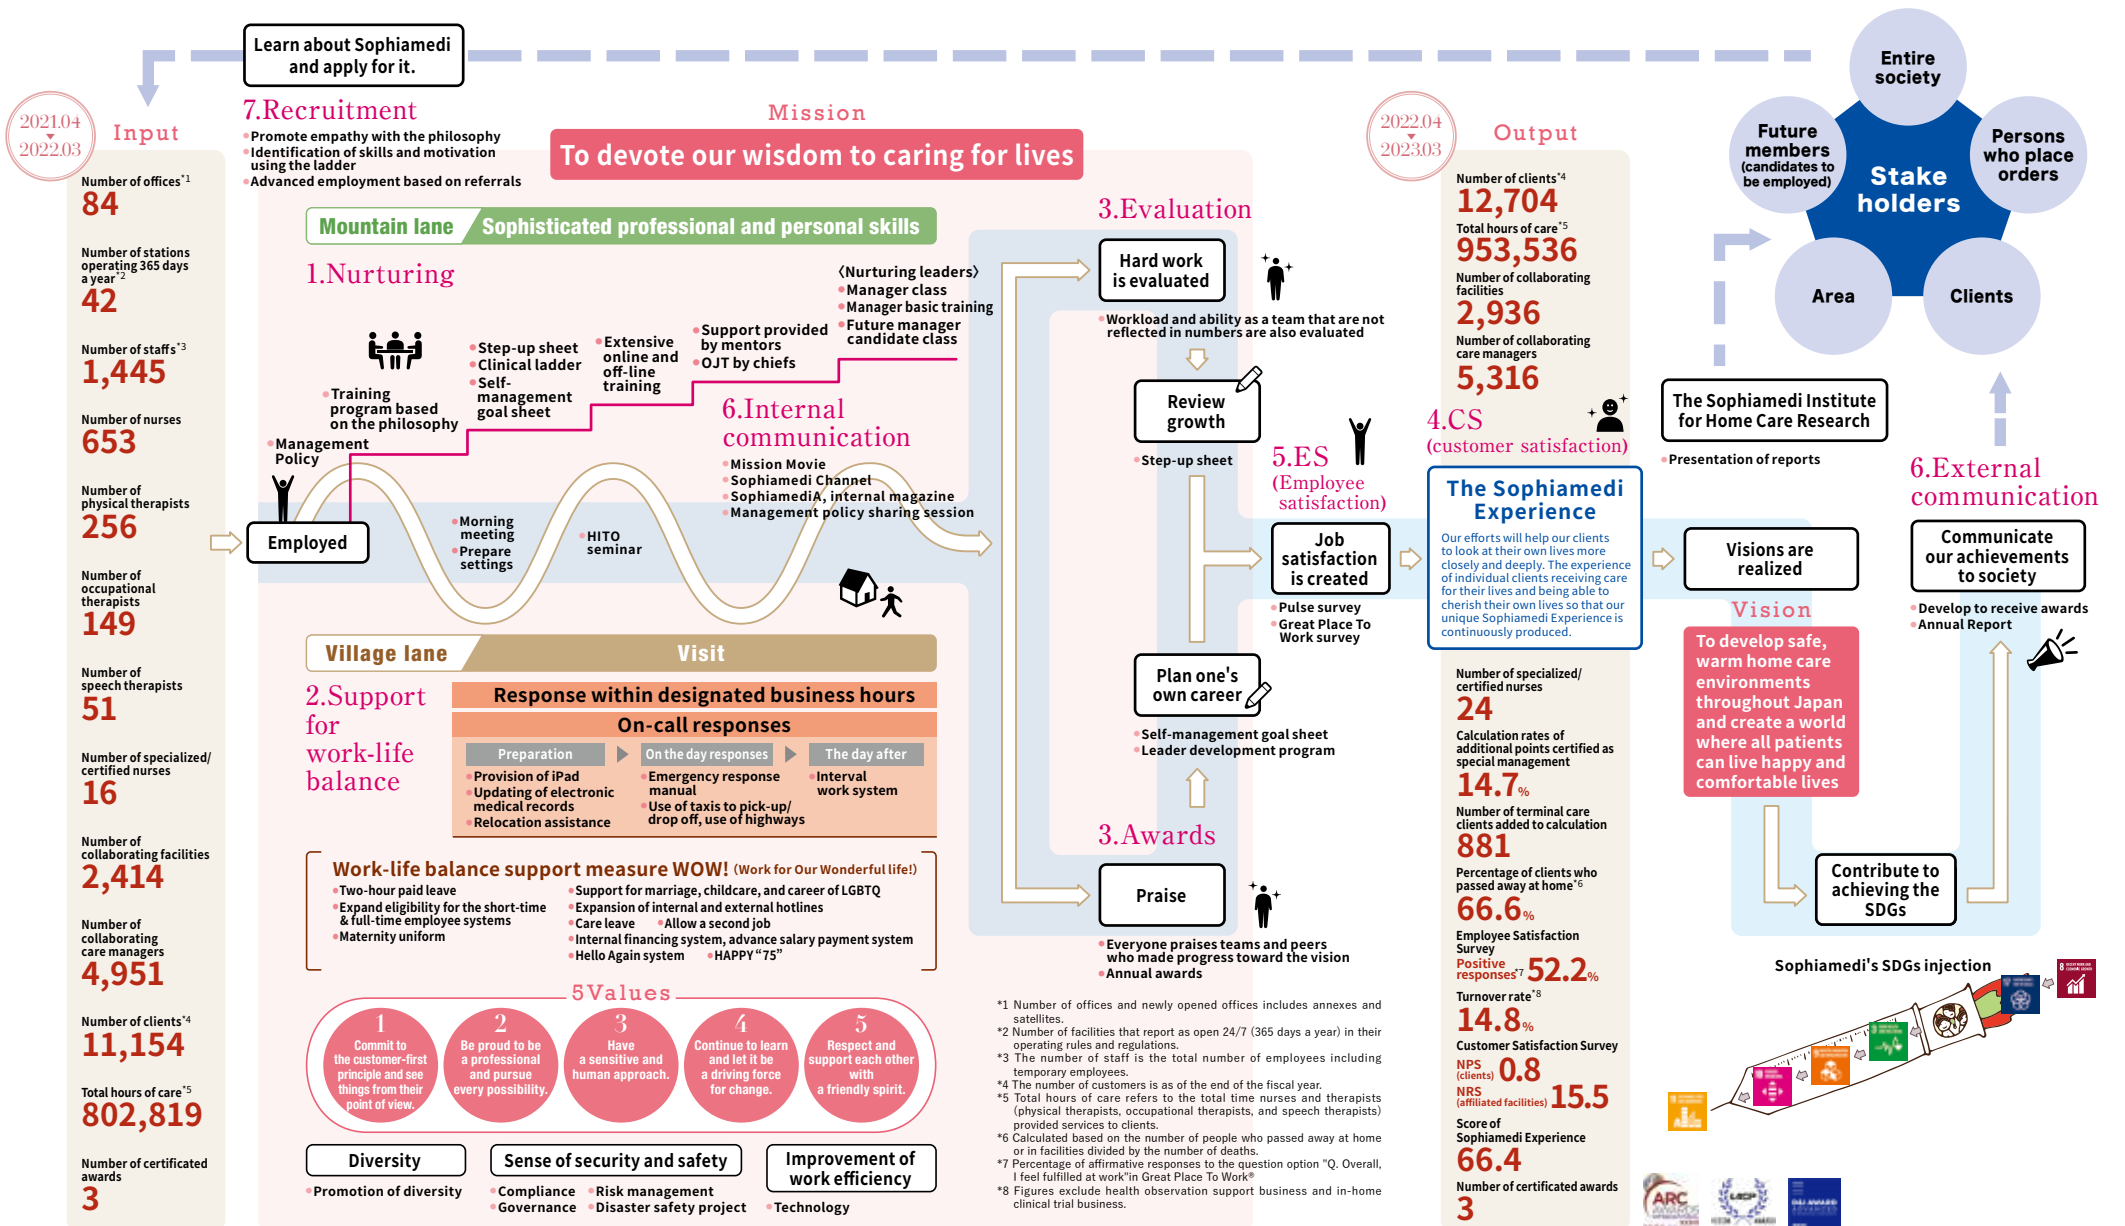 Learn about Sophiamedi
and apply for it.
2021.04
2022.03
Input
Number of offices*1
84
Number of stations
operating 365 days
a year*2
42
Number of staffs*3
1,445
Number of nurses
653
Number of
physical therapists
256
Number of
occupational
therapists
149
Number of
speech therapists
51
Number of specialized/
certified nurses
16
Number of
collaborating facilities
2,414
Number of
collaborating
care managers
4,951
Number of clients*4
11,154
Total hours of care*5
802,819
Number of certificated
awards
3
7.Recruitment
Promote empathy with the philosophy
Identification of skills and motivation
using the ladder
Advanced employment based on referrals
Mission
To devote our wisdom to caring for lives
Mountain lane
Sophisticated professional and personal skills
1.Nurturing
Management
Policy
Training
program based
on the philosophy
Step-up sheet
Clinical ladder
Self-
management
goal sheet
Extensive
online and
off-line
training
Support provided
by mentors
OJT by chiefs
〈Nurturing leaders〉
Manager class
Manager basic training
Future manager
candidate class
6.Internal
communication
Mission Movie
Sophiamedi Channel
SophiamediA, internal magazine
Management policy sharing session
Employed
Morning
meeting
Prepare
settings
HITO
seminar
Village lane
Visit
2.Support
for
work-life
balance
Response within designated business hours
On-call responses
Preparation
On the day responses
The day after
Provision of iPad
Updating of electronic
medical records
Relocation assistance
Emergency response
manual
Use of taxis to pick-up/
drop off, use of highways
Interval
work system
Work-life balance support measure WOW! (Work for Our Wonderful life!)
Two-hour paid leave
Expand eligibility for the short-time
& full-time employee systems
Maternity uniform
Support for marriage, childcare, and career of LGBTQ
Expansion of internal and external hotlines
Care leave
Allow a second job
Internal financing system, advance salary payment system
Hello Again system
HAPPY “75”
5Values
1
Commit to
the customer-first
principle and see
things from their
point of view.
2
Be proud to be
a professional
and pursue
every possibility.
3
Have
a sensitive and
human approach.
4
Continue to learn
and let it be
a driving force
for change.
5
Respect and
support each other
with
a friendly spirit.
Diversity
Promotion of diversity
Sense of security and safety
Compliance
Governance
Risk management
Disaster safety project
Improvement of
work efficiency
Technology
3.Evaluation
Hard work
is evaluated
Workload and ability as a team that are not
reflected in numbers are also evaluated
Review
growth
Step-up sheet
Plan one's
own career
Self-management goal sheet
Leader development program
3.Awards
Praise
Everyone praises teams and peers
who made progress toward the vision
Annual awards
*1 Number of offices and newly opened offices includes annexes and
satellites.
*2 Number of facilities that report as open 24/7 (365 days a year) in their
operating rules and regulations.
*3 The number of staff is the total number of employees including
temporary employees.
*4 The number of customers is as of the end of the fiscal year.
*5 Total hours of care refers to the total time nurses and therapists
(physical therapists, occupational therapists, and speech therapists)
provided services to clients.
*6 Calculated based on the number of people who passed away at home
or in facilities divided by the number of deaths.
*7 Percentage of affirmative responses to the question option "Q. Overall,
I feel fulfilled at work"in Great Place To Work®
*8 Figures exclude health observation support business and in-home
clinical trial business.
5.ES
(Employee
satisfaction)
Job
satisfaction
is created
Pulse survey
Great Place To
Work survey
2022.04
2023.03
Output
Number of clients*4
12,704
Total hours of care*5
953,536
Number of collaborating
facilities
2,936
Number of collaborating
care managers
5,316
4.CS
(customer satisfaction)
The Sophiamedi
Experience
Our efforts will help our clients
to look at their own lives more
closely and deeply. The experience
of individual clients receiving care
for their lives and being able to
cherish their own lives so that our
unique Sophiamedi Experience is
continuously produced.
Number of specialized/
certified nurses
24
Calculation rates of
additional points certified as
special management
14.7%
Number of terminal care
clients added to calculation
881
Percentage of clients who
passed away at home*6
66.6%
Employee Satisfaction
Survey
Positive
responses*7 52.2%
Turnover rate*8
14.8%
Customer Satisfaction Survey
NPS
(clients) 0.8
NRS
(affiliated facilities) 15.5
Score of
Sophiamedi Experience
66.4
Number of certificated awards
3
Entire
society
Future
members
(candidates to
be employed)
Persons
who place
orders
Stake
holders
Area
Clients
The Sophiamedi Institute
for Home Care Research
Presentation of reports
6.External
communication
Communicate
our achievements
to society
Develop to receive awards
Annual Report
Visions are
realized
Vision
To develop safe,
warm home care
environments
throughout Japan
and create a world
where all patients
can live happy and
comfortable lives
Contribute to
achieving the
SDGs
Sophiamedi's SDGs injection
8
ARC
AWARDS
LACP